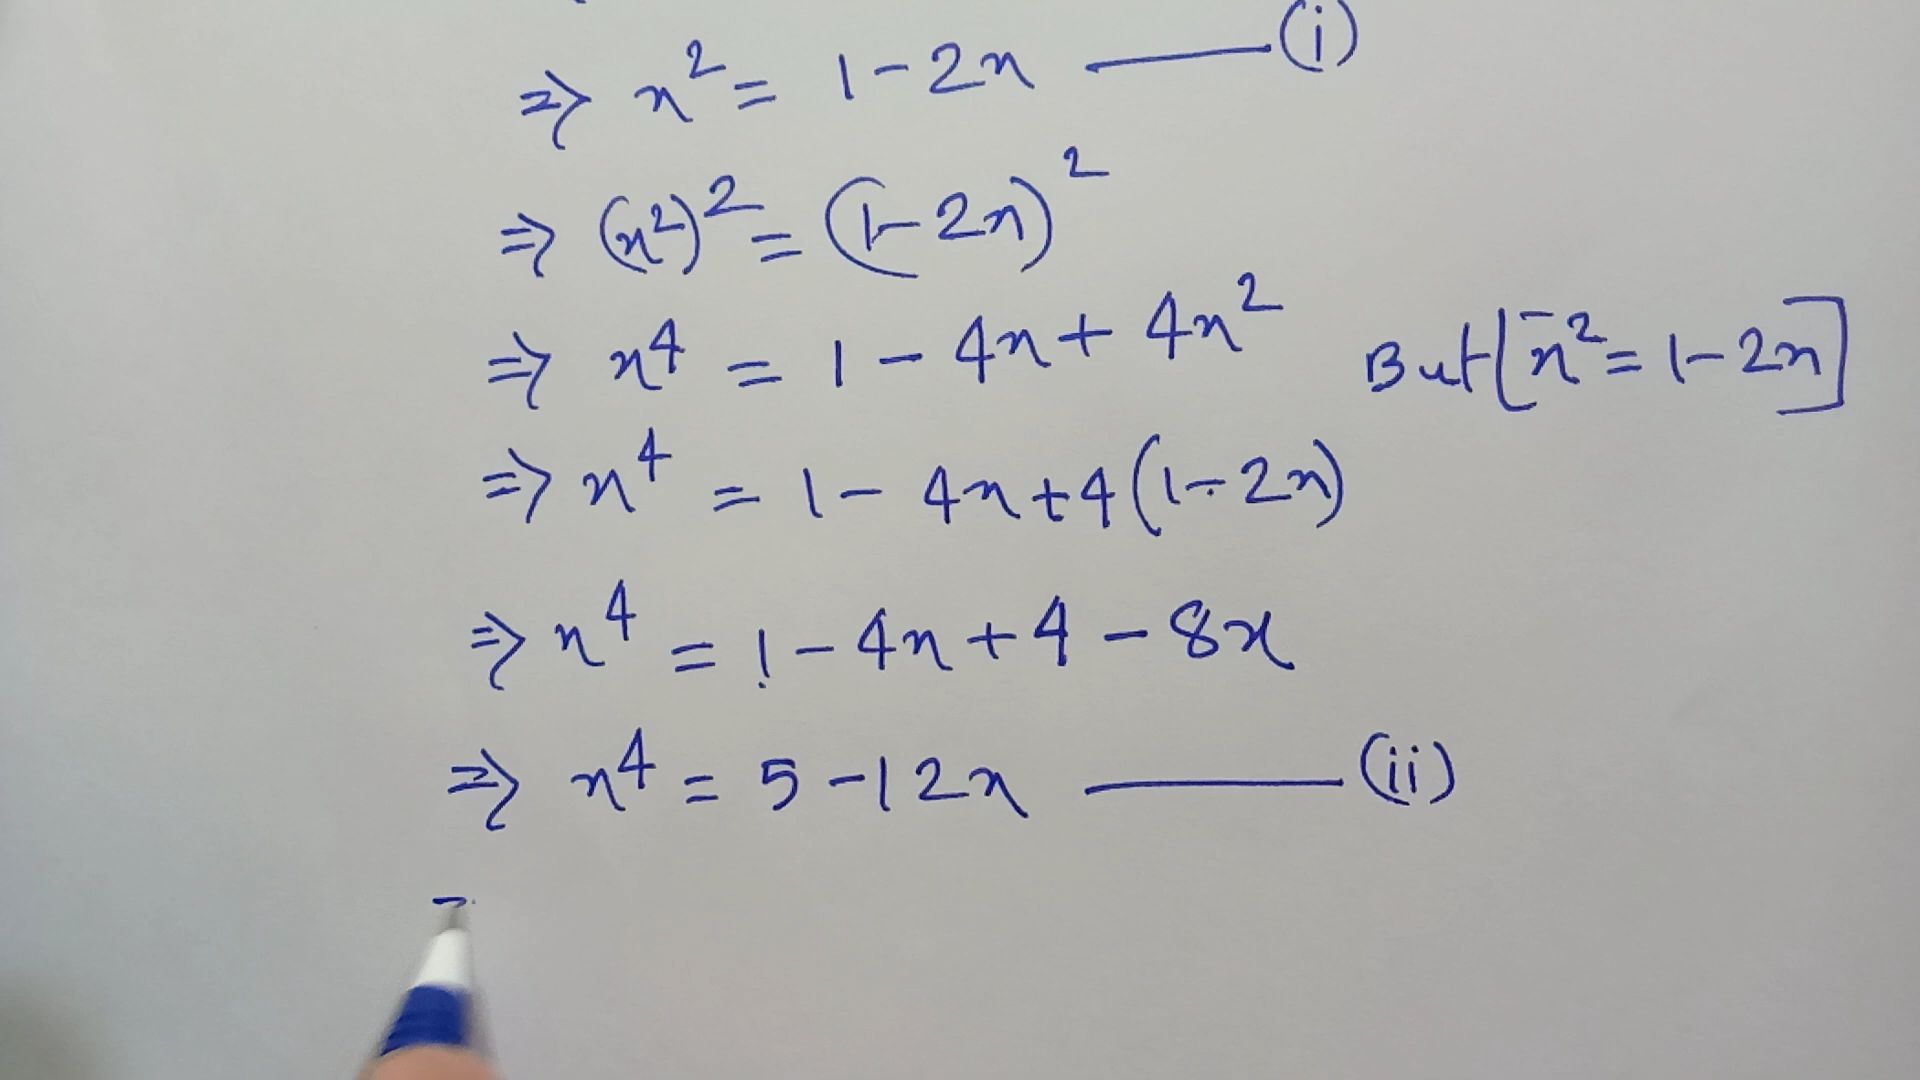 ⇒ x² = 1 - 2x ——— (i)
⇒ (x²)² = (1 - 2x)²
⇒ x⁴ = 1 - 4x + 4x² But [x² = 1 - 2x]
⇒ x⁴ = 1 - 4x + 4(1 - 2x)
⇒ x⁴ = 1 - 4x + 4 - 8x
⇒ x⁴ = 5 - 12x ——— (ii)